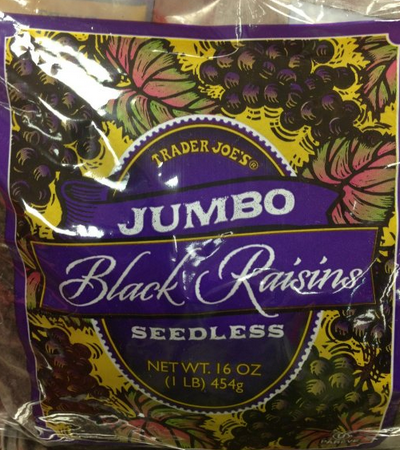 TRADER JOE'S®
JUMBO
Black Raisins
SEEDLESS
NET WT. 16 OZ
(1 LB) 454g